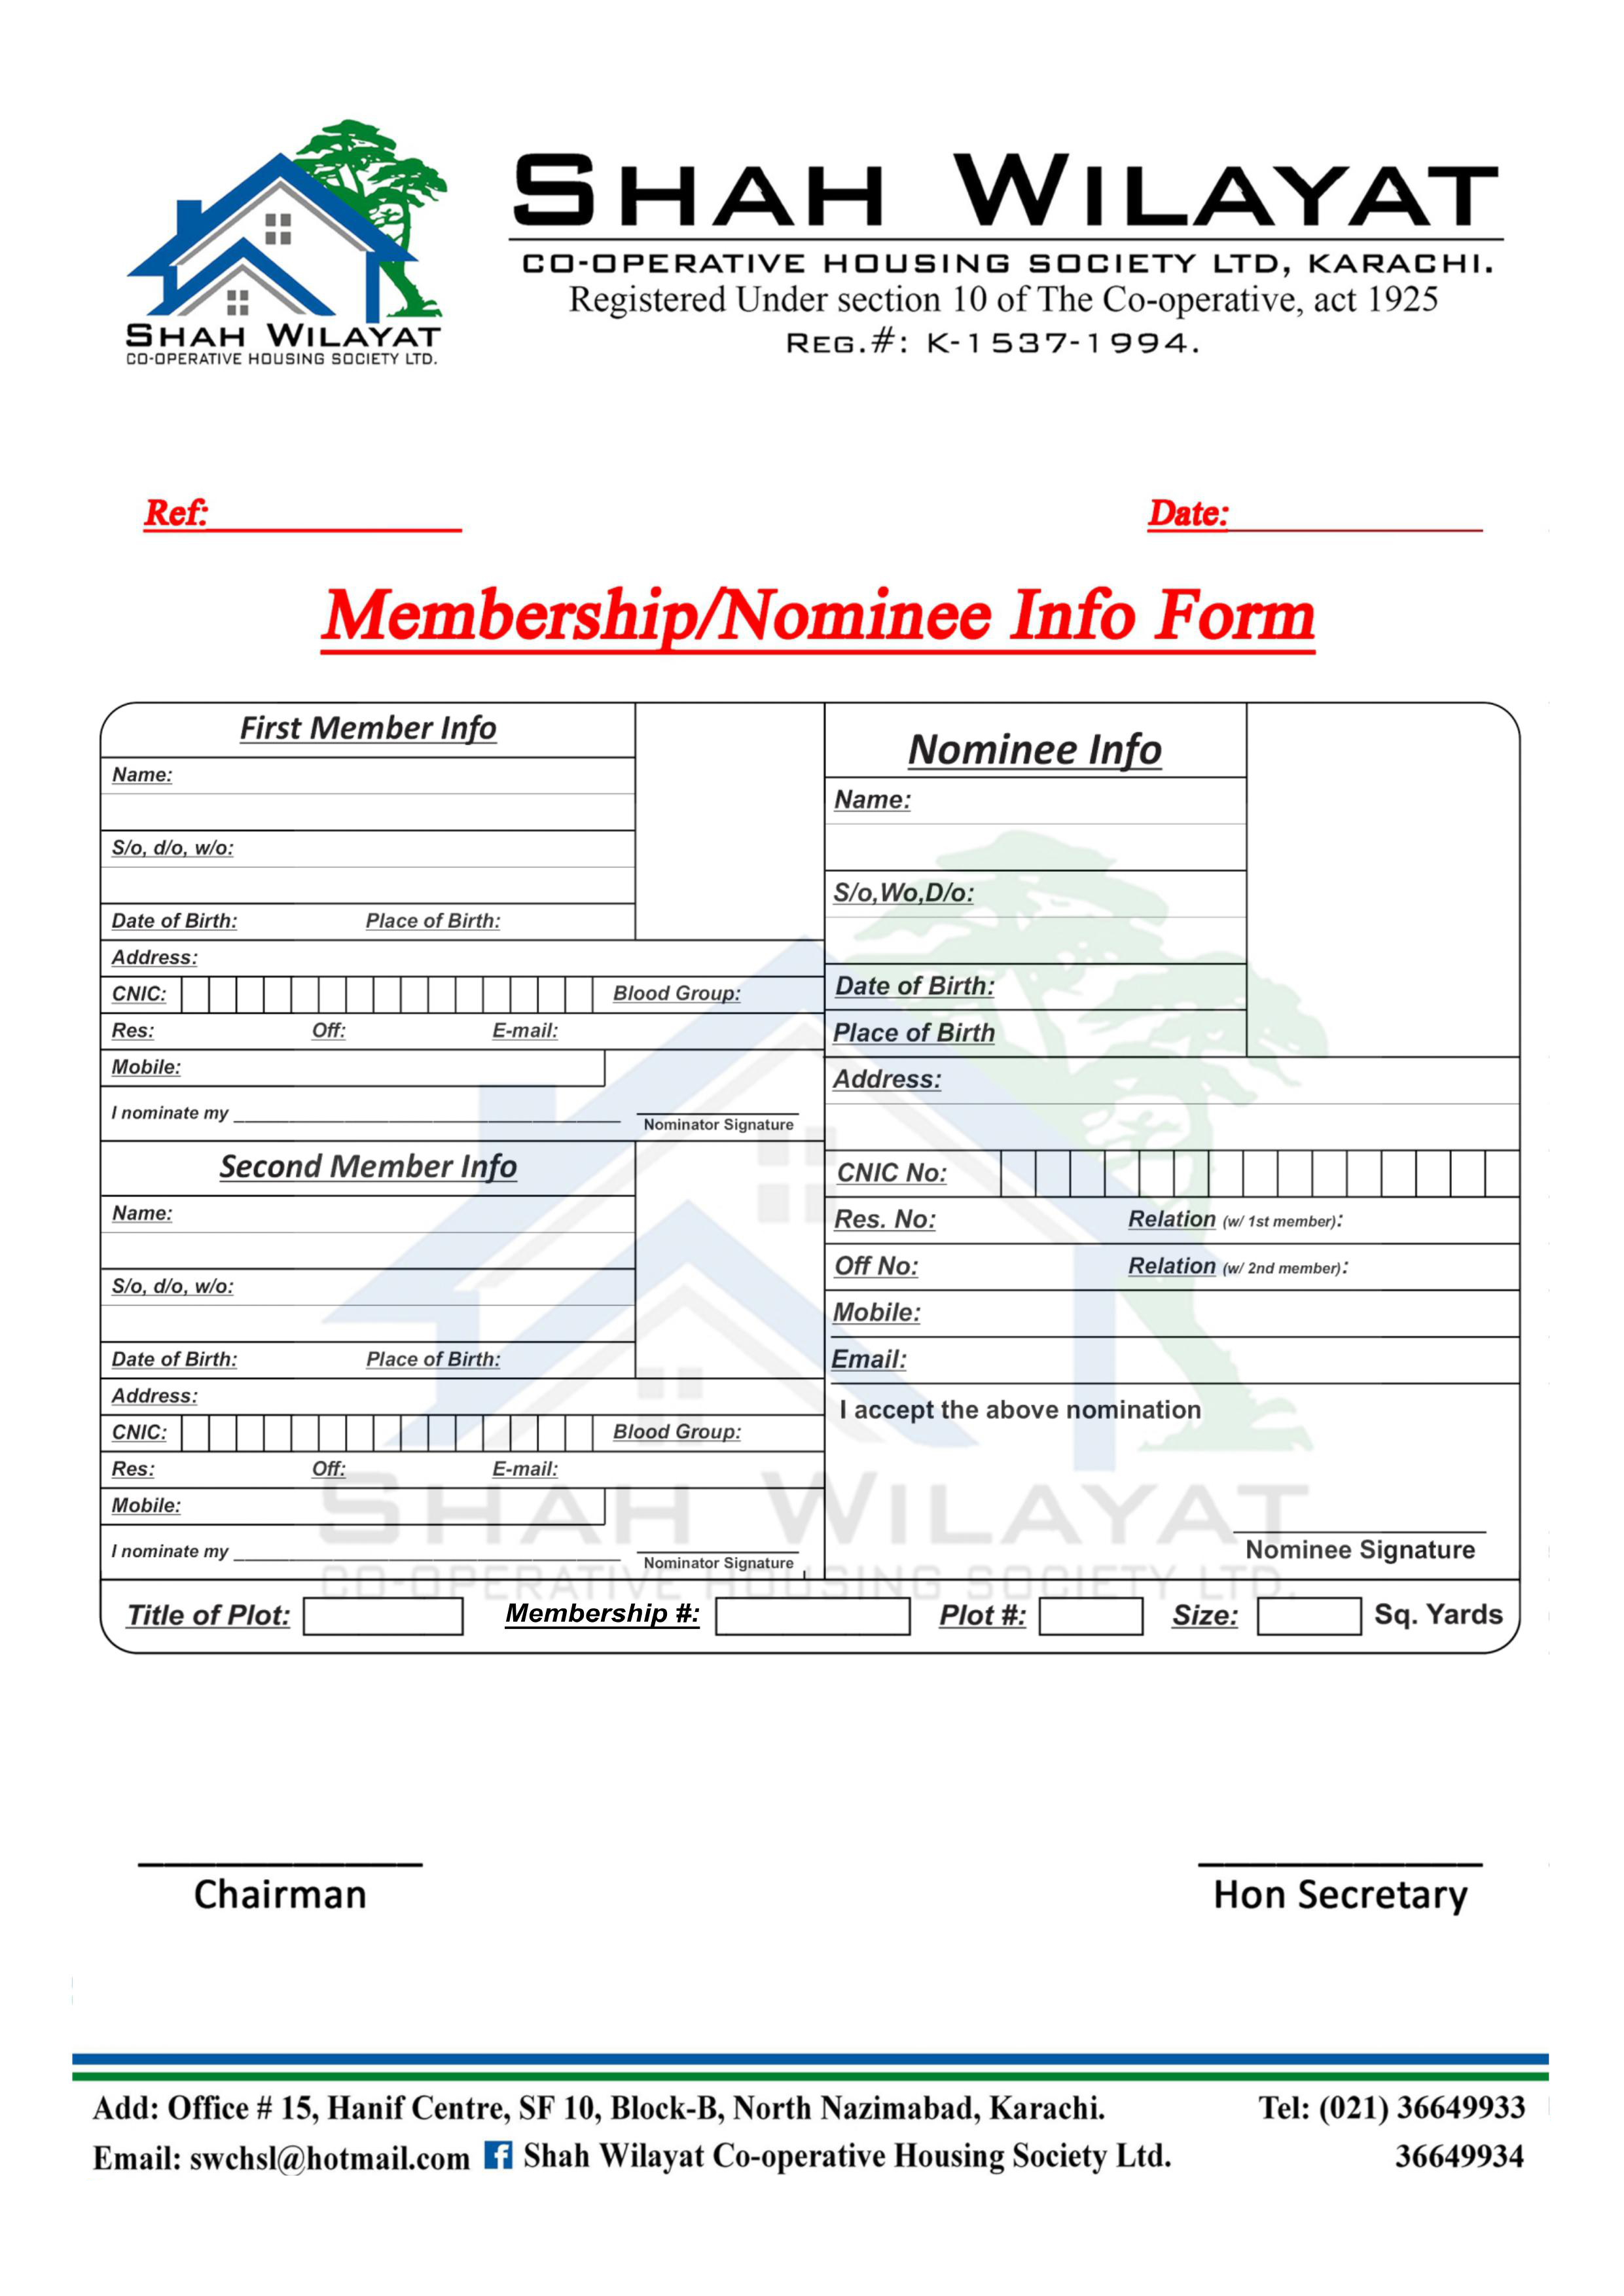 SHAH WILAYAT
CO-OPERATIVE HOUSING SOCIETY LTD.
SHAH WILAYAT
CO-OPERATIVE HOUSING SOCIETY LTD, KARACHI.
Registered Under section 10 of The Co-operative, act 1925
REG.#: K-1537-1994.
Ref:
Date:
Membership/Nominee Info Form
First Member Info
Name:
S/o, d/o, w/o:
Date of Birth: Place of Birth:
Address:
CNIC: Blood Group:
Res: Off: E-mail:
Mobile:
I nominate my ____ Nominator Signature
Second Member Info
Name:
S/o, d/o, w/o:
Date of Birth: Place of Birth:
Address:
CNIC: Blood Group:
Res: Off: E-mail:
Mobile:
I nominate my ____ Nominator Signature
Nominee Info
Name:
S/o,Wo,D/o:
Date of Birth:
Place of Birth
Address:
CNIC No:
Res. No: Relation (w/ 1st member):
Off No: Relation (w/ 2nd member):
Mobile:
Email:
I accept the above nomination
Nominee Signature
SHAH WILAYAT
CO-OPERATIVE HOUSING SOCIETY LTD.
Title of Plot: Membership #: Plot #: Size: Sq. Yards
Chairman
Hon Secretary
Add: Office # 15, Hanif Centre, SF 10, Block-B, North Nazimabad, Karachi. Tel: (021) 36649933
Email: swchsl@hotmail.com f Shah Wilayat Co-operative Housing Society Ltd. 36649934